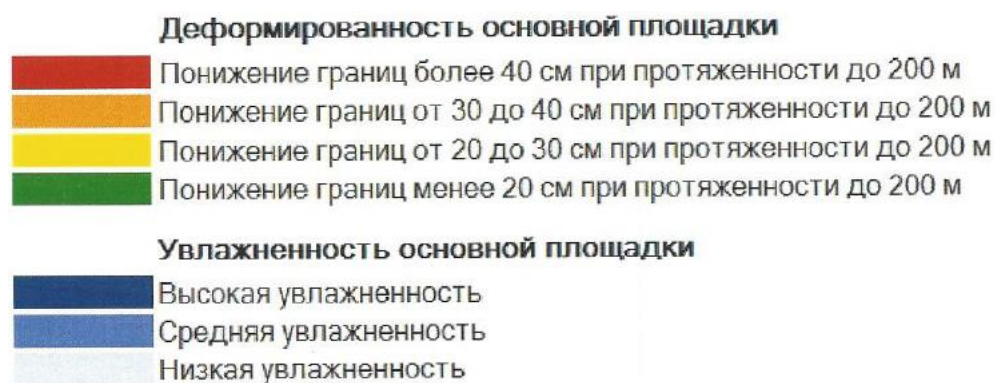 Деформированность основной площадки
Понижение границ более 40 см при протяженности до 200 м
Понижение границ от 30 до 40 см при протяженности до 200 м
Понижение границ от 20 до 30 см при протяженности до 200 м
Понижение границ менее 20 см при протяженности до 200 м
Увлажненность основной площадки
Высокая увлажненность
Средняя увлажненность
Низкая увлажненность